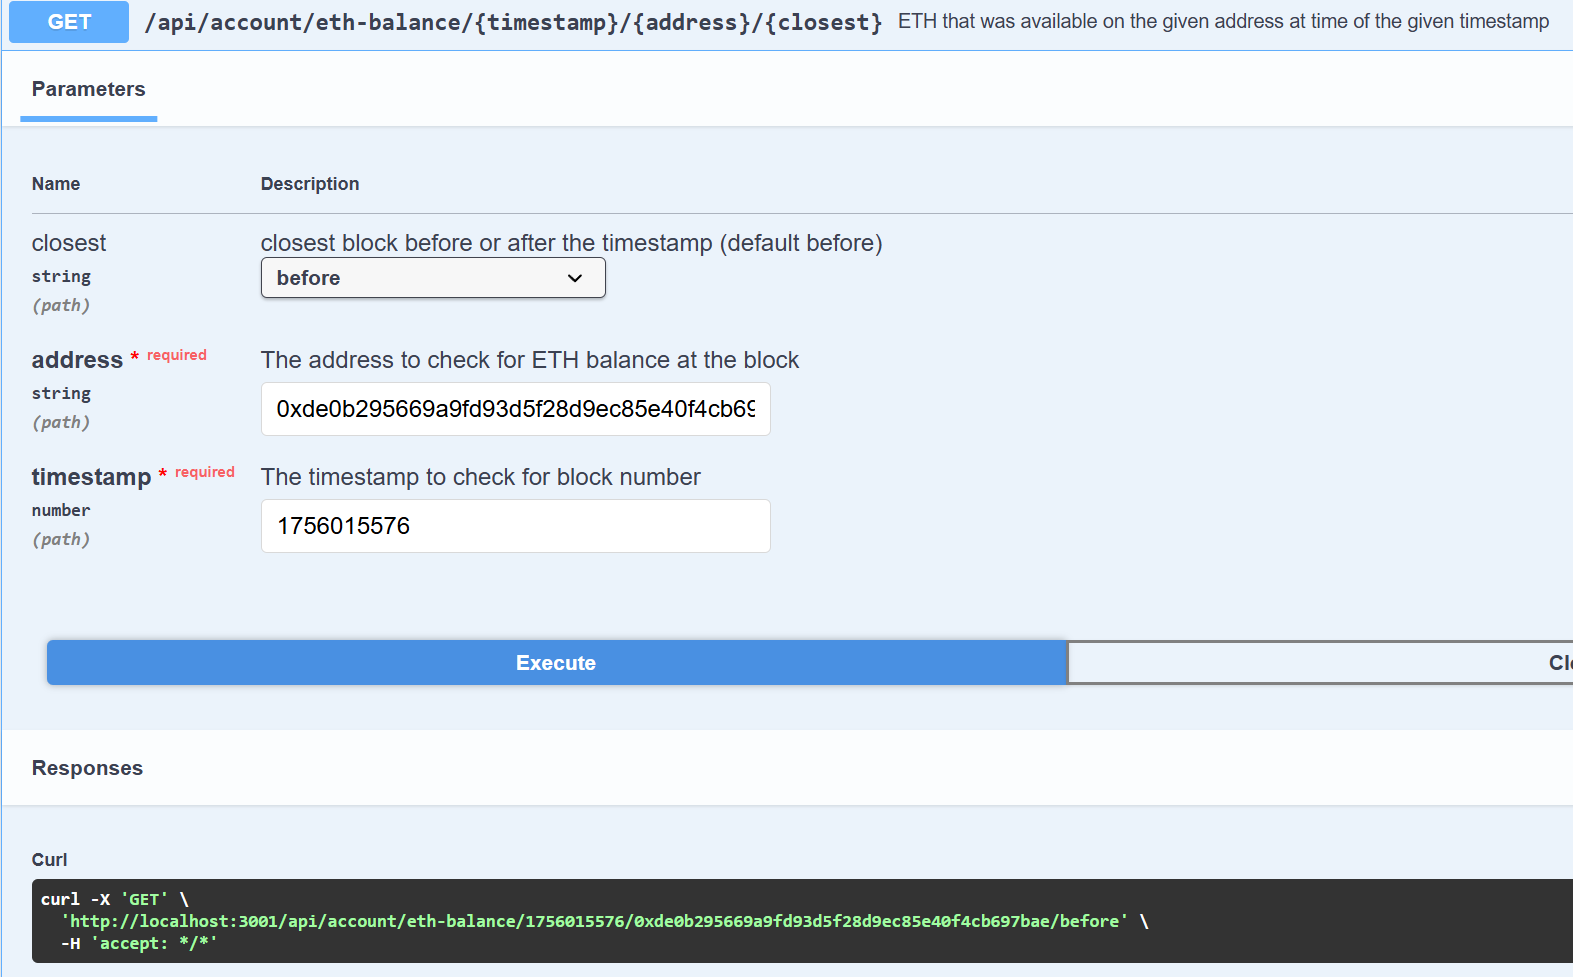 GET /api/account/eth-balance/{timestamp}/{address}/{closest} ETH that was available on the given address at time of the given timestamp
Parameters
Name Description
closest closest block before or after the timestamp (default before)
string before
(path)
address * required The address to check for ETH balance at the block
string 0xde0b295669a9fd93d5f28d9ec85e40f4cb69
(path)
timestamp * required The timestamp to check for block number
number 1756015576
(path)
Execute
Responses
Curl
curl -X 'GET' \
'http://localhost:3001/api/account/eth-balance/1756015576/0xde0b295669a9fd93d5f28d9ec85e40f4cb697bae/before' \
-H 'accept: */*'